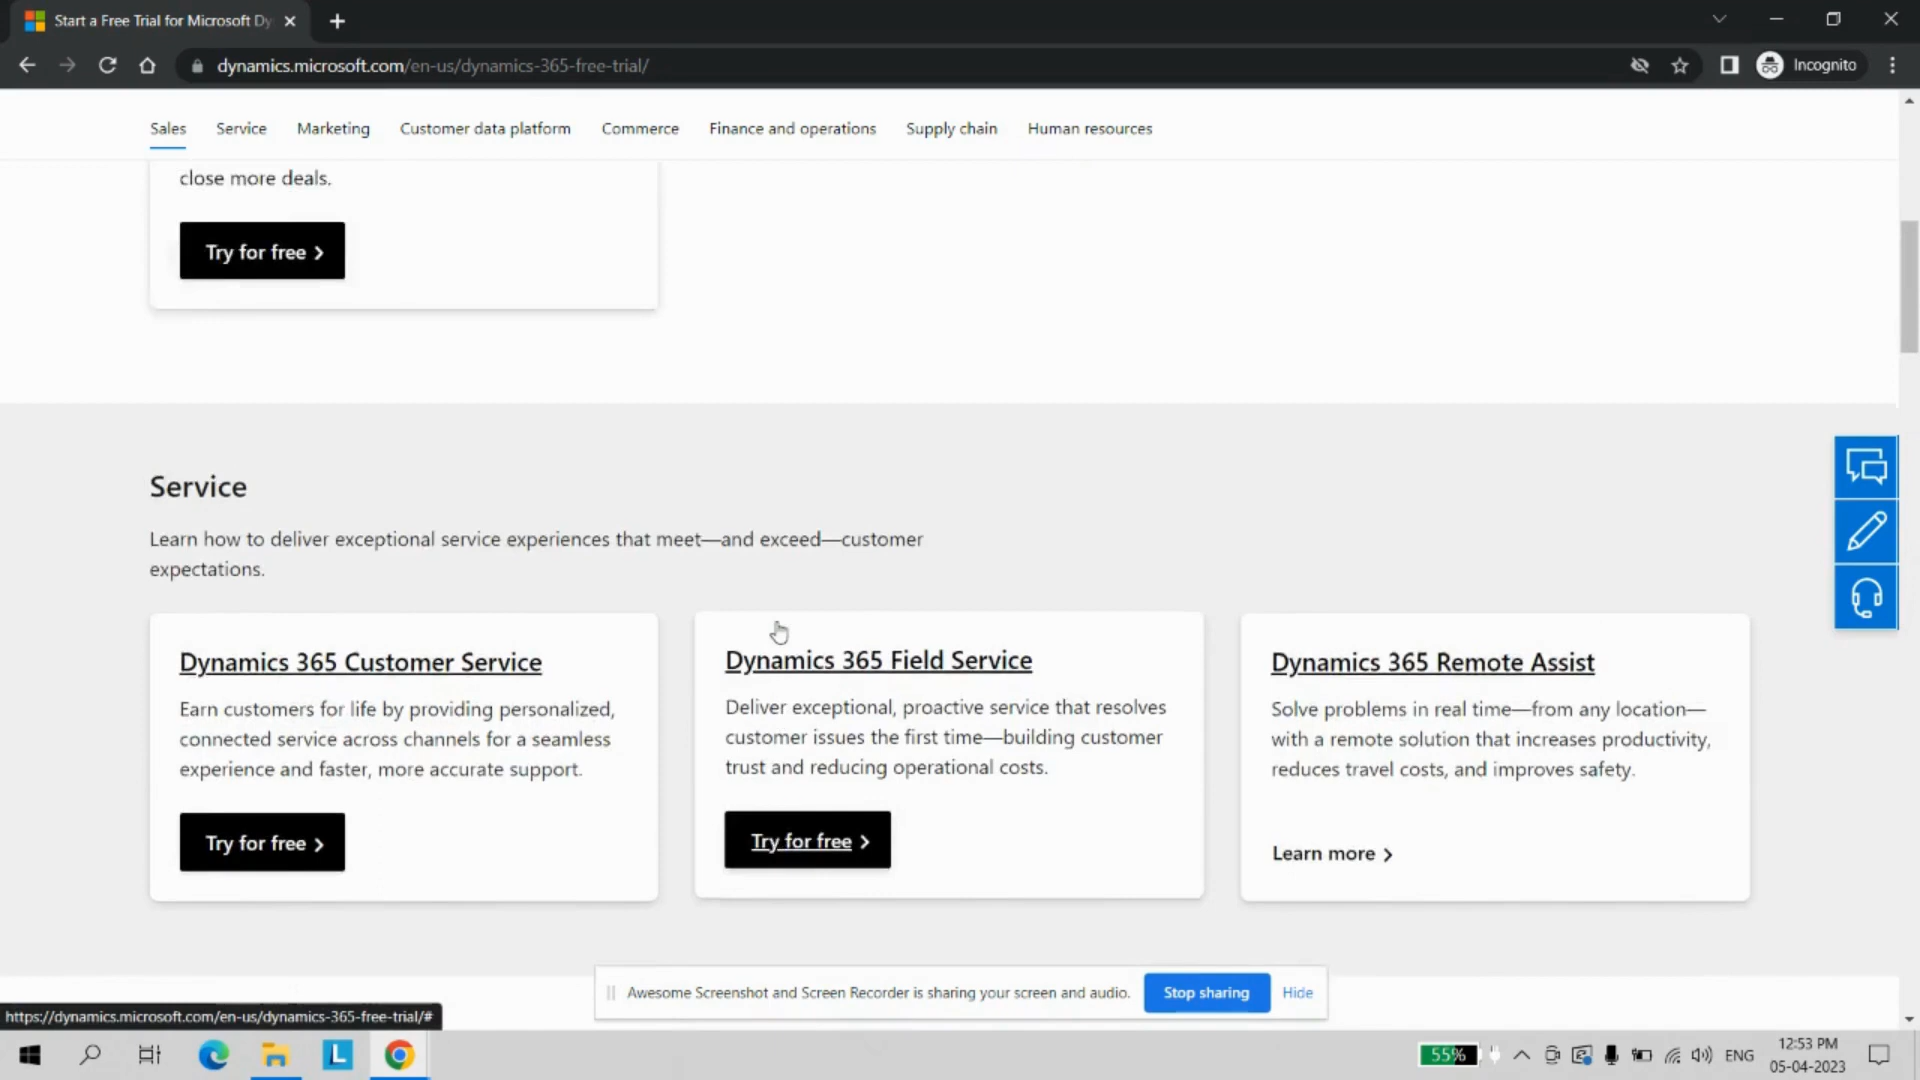 Start a Free Trial for Microsoft Dy
dynamics.microsoft.com/en-us/dynamics-365-free-trial/
Incognito
Sales
Service
Marketing
Customer data platform
Commerce
Finance and operations
Supply chain
Human resources
close more deals.
Try for free
Service
Learn how to deliver exceptional service experiences that meet—and exceed—customer
expectations.
Dynamics 365 Customer Service
Earn customers for life by providing personalized,
connected service across channels for a seamless
experience and faster, more accurate support.
Try for free
Dynamics 365 Field Service
Deliver exceptional, proactive service that resolves
customer issues the first time—building customer
trust and reducing operational costs.
Try for free
Dynamics 365 Remote Assist
Solve problems in real time—from any location—
with a remote solution that increases productivity,
reduces travel costs, and improves safety.
Learn more
Awesome Screenshot and Screen Recorder is sharing your screen and audio.
Stop sharing
Hide
https://dynamics.microsoft.com/en-us/dynamics-365-free-trial/#
L
55%
ENG
12:53 PM
05-04-2023